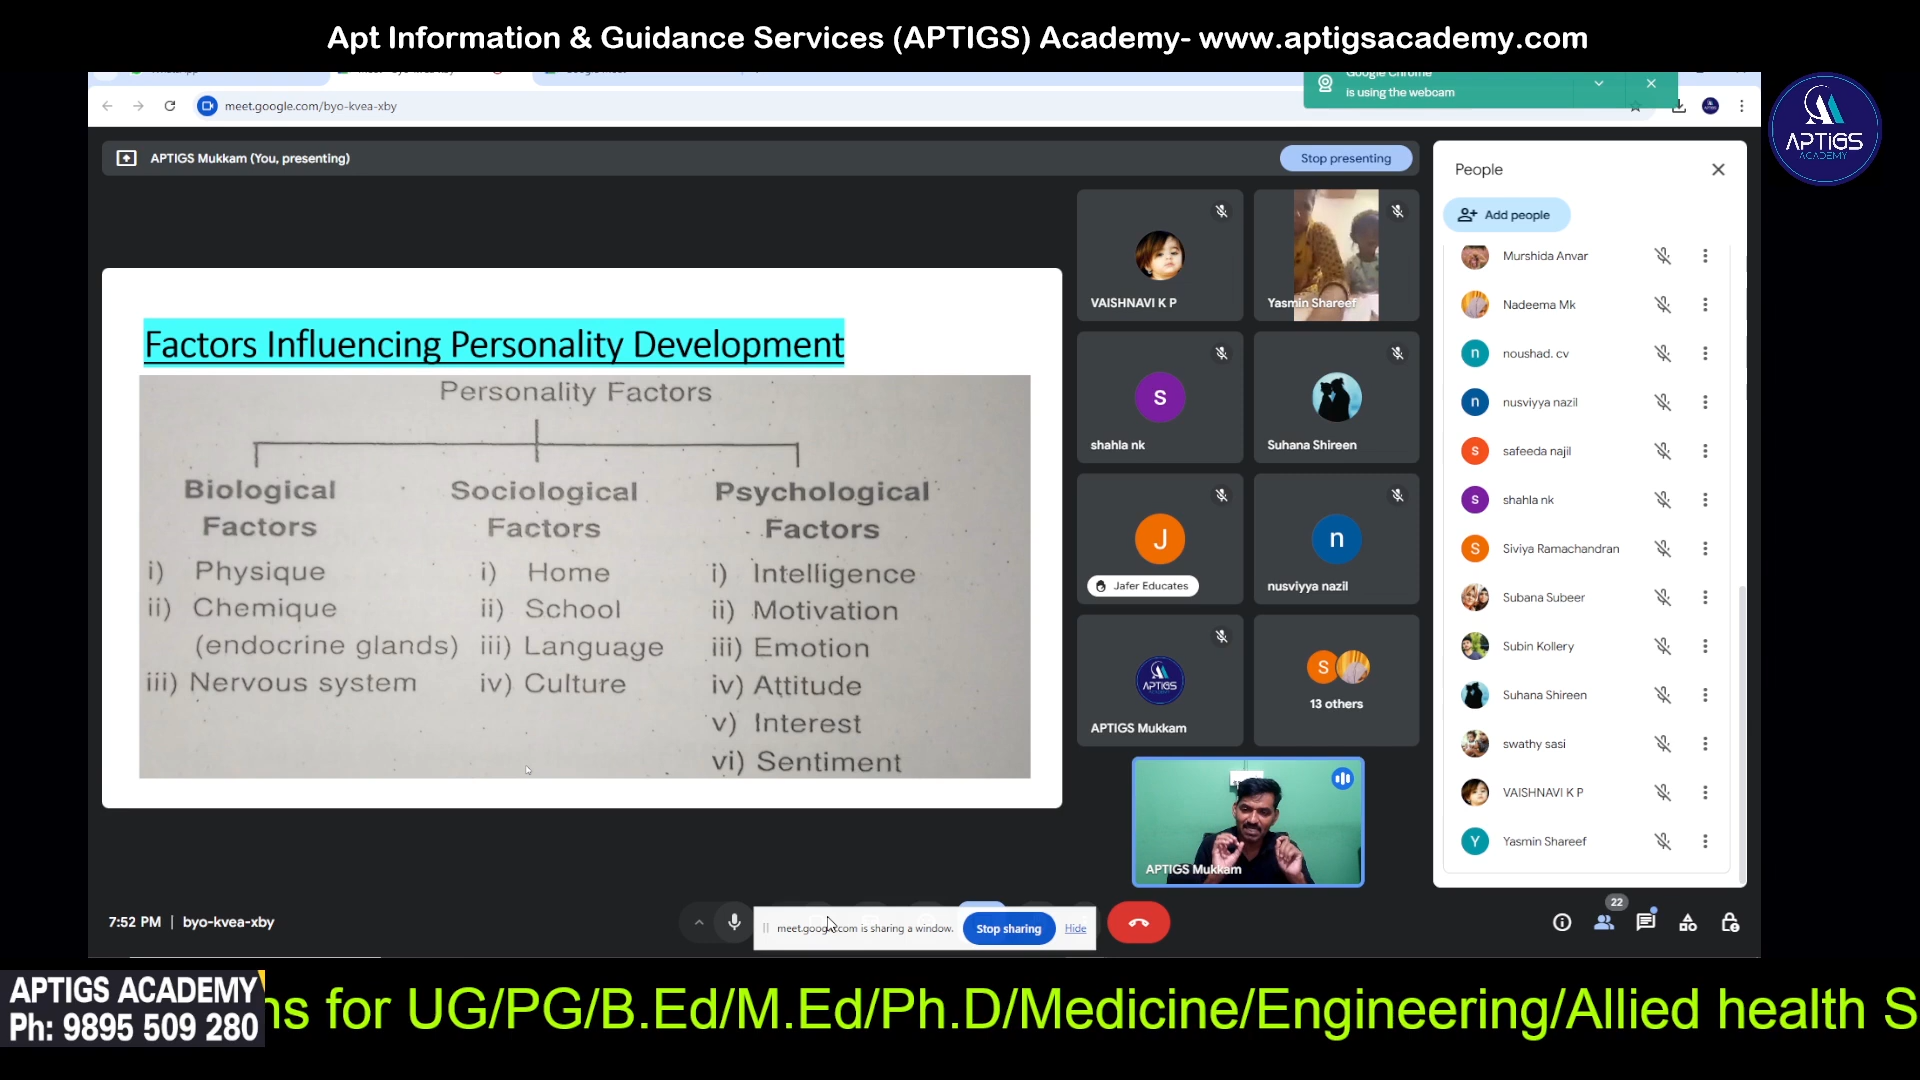 Apt Information & Guidance Services (APTIGS) Academy- www.aptigsacademy.com
Google Chrome
is using the webcam
meet.google.com/byo-kvea-xby
APTIGS ACADEMY
APTIGS Mukkam (You, presenting)
Stop presenting
Factors Influencing Personality Development
Personality Factors
Biological Factors
i) Physique
ii) Chemique
(endocrine glands)
iii) Nervous system
Sociological Factors
i) Home
ii) School
iii) Language
iv) Culture
Psychological Factors
i) Intelligence
ii) Motivation
iii) Emotion
iv) Attitude
v) Interest
vi) Sentiment
VAISHNAVI K P
Yasmin Shareef
S
shahla nk
Suhana Shireen
J
Jafer Educates
n
nusviyya nazil
APTIGS
APTIGS Mukkam
S
13 others
APTIGS Mukkam
People
Add people
Murshida Anvar
Nadeema Mk
n noushad. cv
n nusviyya nazil
s safeeda najil
s shahla nk
S Siviya Ramachandran
Subana Subeer
Subin Kollery
Suhana Shireen
swathy sasi
VAISHNAVI K P
Y Yasmin Shareef
7:52 PM | byo-kvea-xby
is sharing a window.
Stop sharing
Hide
22
APTIGS ACADEMY
Ph: 9895 509 280
ns for UG/PG/B.Ed/M.Ed/Ph.D/Medicine/Engineering/Allied health S